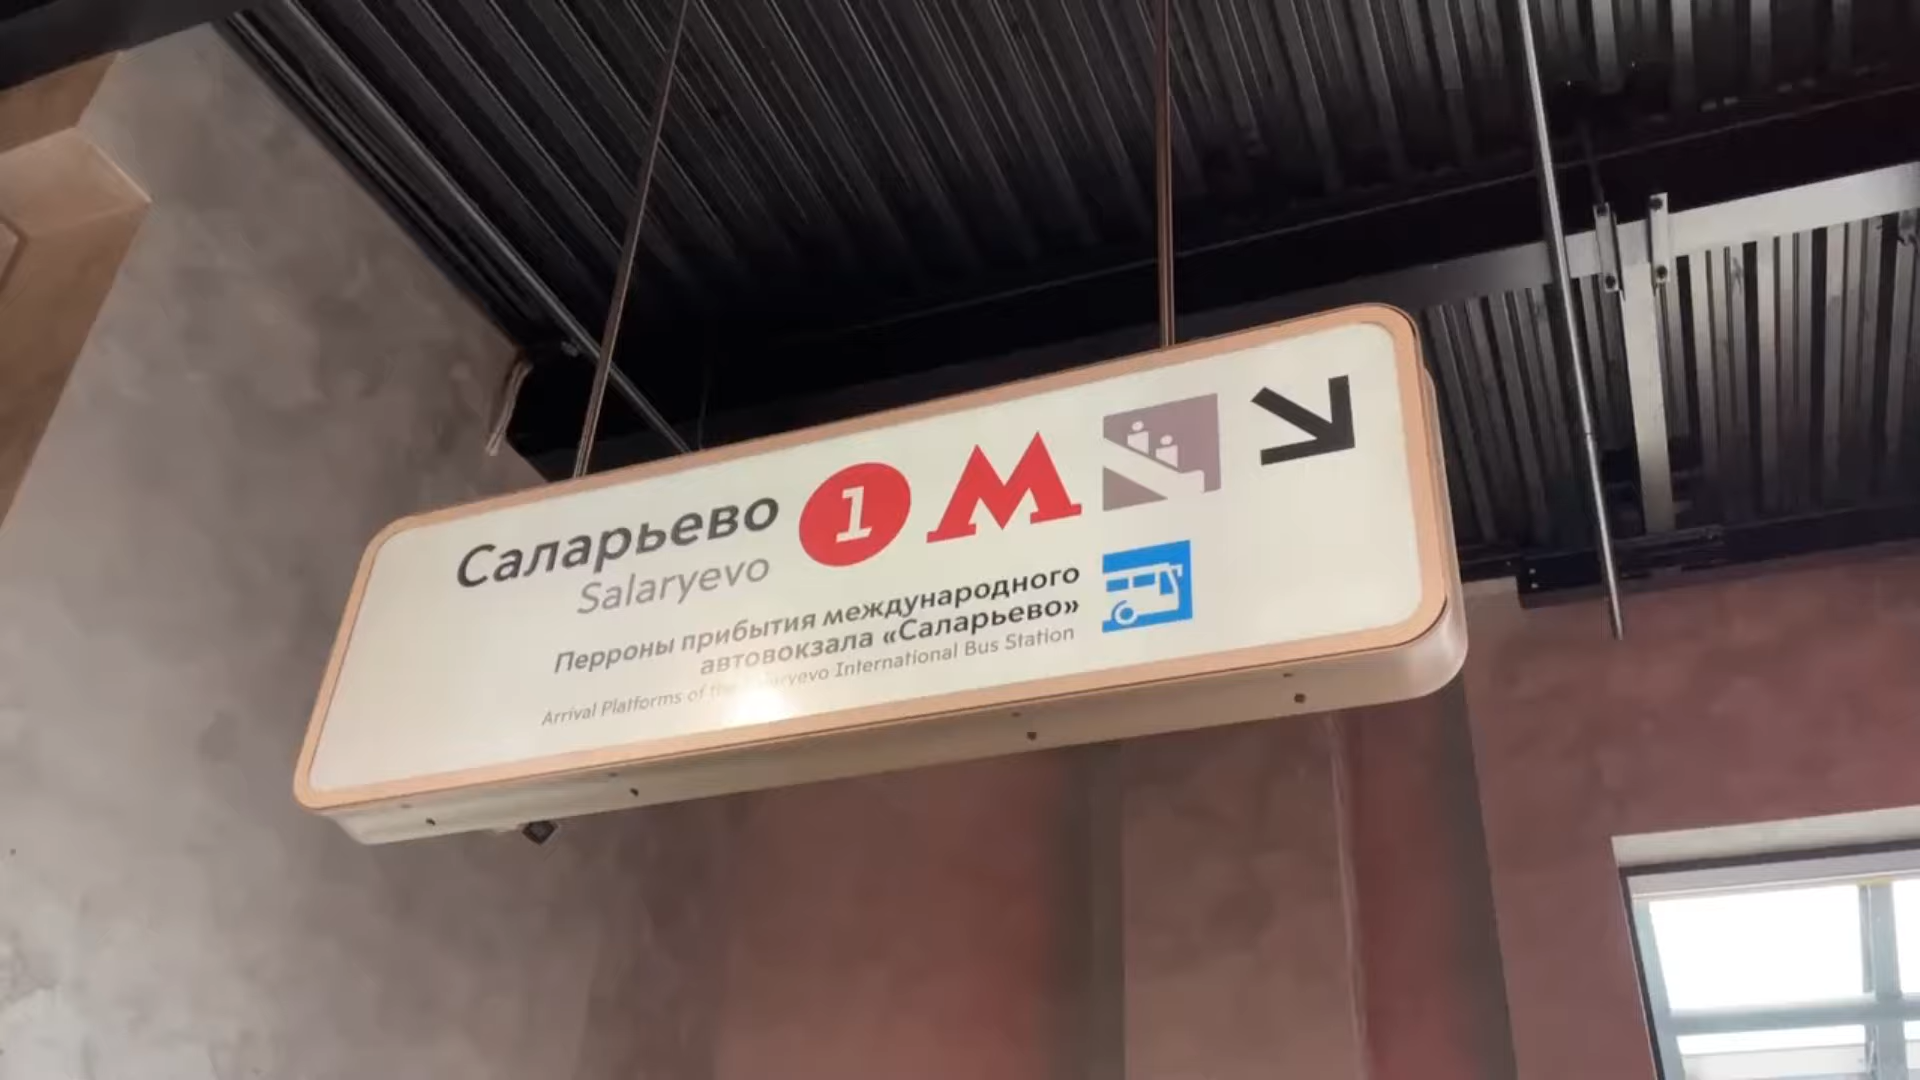 Саларьево 1 М
Salaryevo
Перроны прибытия международного
автовокзала «Саларьево»
Arrival Platforms of International Bus Station